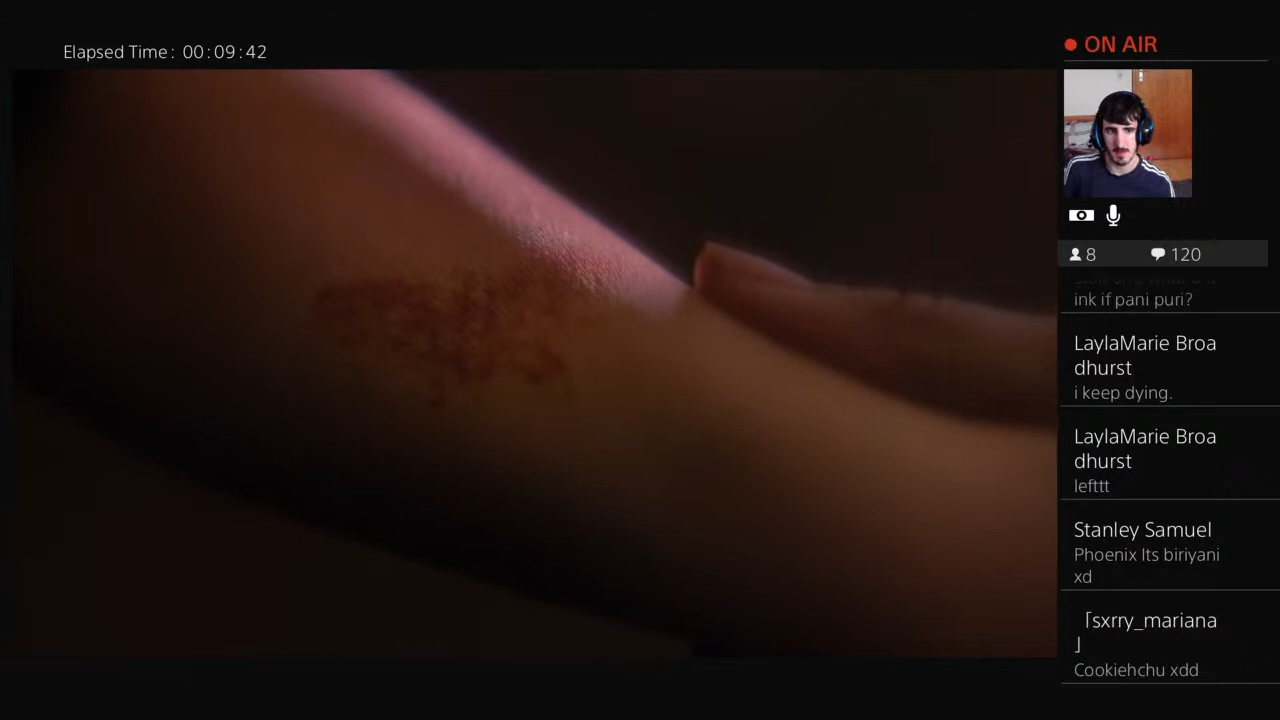 Elapsed Time: 00:09:42
ON AIR
8 120
ink if pani puri?
LaylaMarie Broa
dhurst
i keep dying.
LaylaMarie Broa
dhurst
lefttt
Stanley Samuel
Phoenix Its biriyani
xd
「sxrry_mariana
」
Cookiehchu xdd